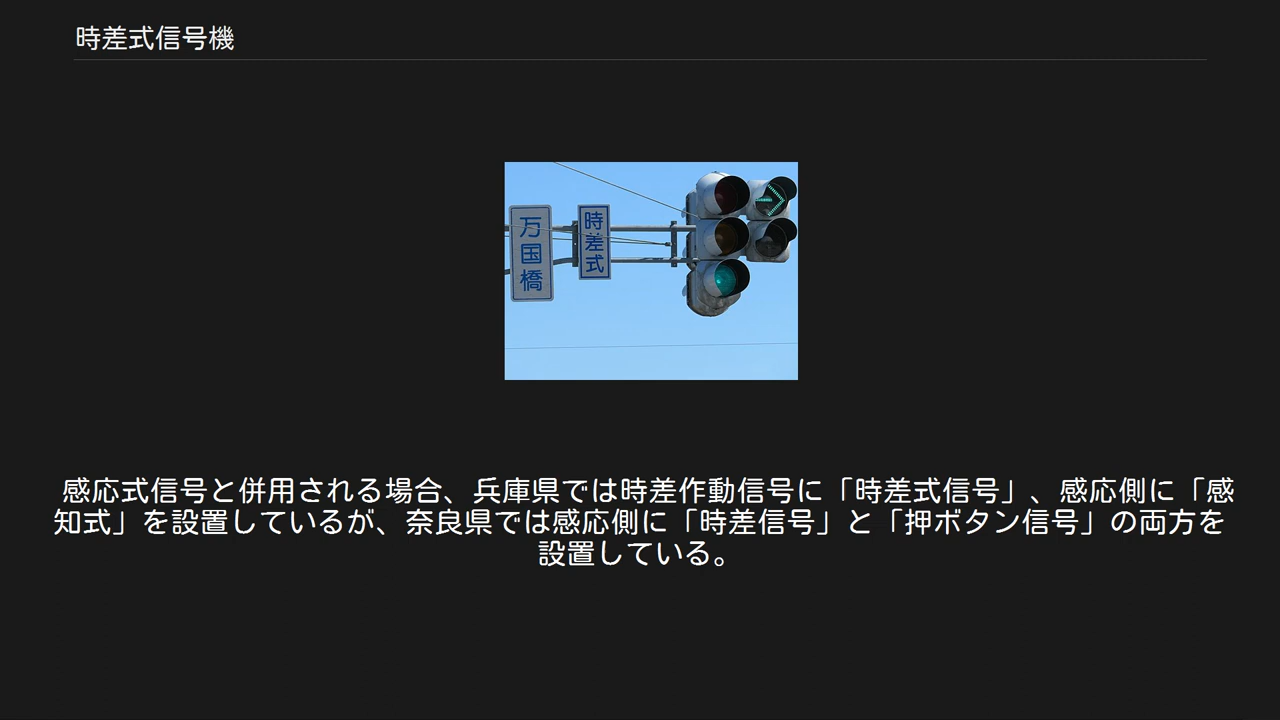 時差式信号機
万国橋
時差式
感応式信号と併用される場合、兵庫県では時差作動信号に「時差式信号」、感応側に「感
知式」を設置しているが、奈良県では感応側に「時差信号」と「押ボタン信号」の両方を
設置している。